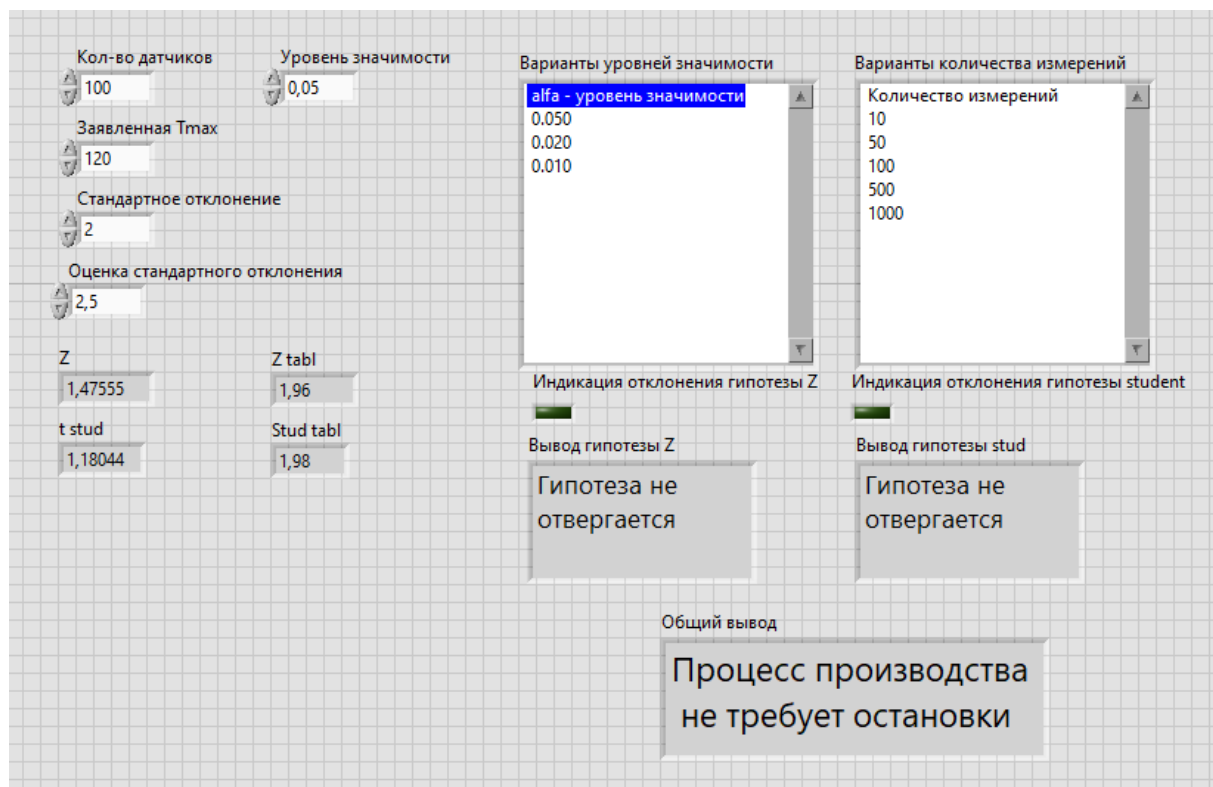 Кол-во датчиков
100
Уровень значимости
0,05
Заявленная Tmax
120
Стандартное отклонение
2
Оценка стандартного отклонения
2,5
Z
1,47555
Z tabl
1,96
t stud
1,18044
Stud tabl
1,98
Варианты уровней значимости
alfa - уровень значимости
0.050
0.020
0.010
Варианты количества измерений
Количество измерений
10
50
100
500
1000
Индикация отклонения гипотезы Z
Индикация отклонения гипотезы student
Вывод гипотезы Z
Гипотеза не
отвергается
Вывод гипотезы stud
Гипотеза не
отвергается
Общий вывод
Процесс производства
не требует остановки